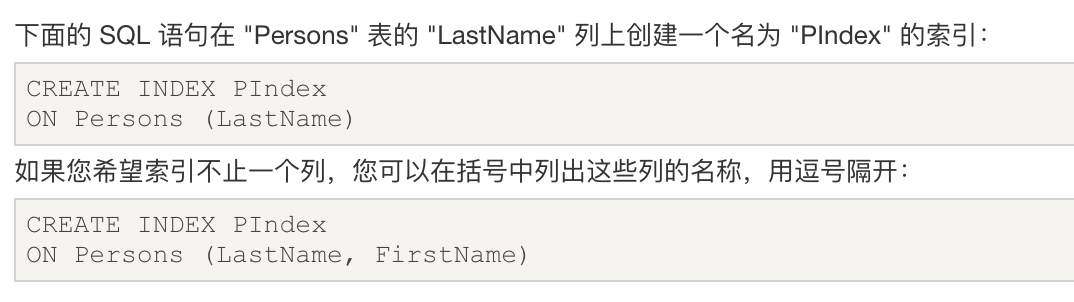 下面的 SQL 语句在 "Persons" 表的 "LastName" 列上创建一个名为 "PIndex" 的索引：
CREATE INDEX PIndex
ON Persons (LastName)
如果您希望索引不止一个列，您可以在括号中列出这些列的名称，用逗号隔开：
CREATE INDEX PIndex
ON Persons (LastName, FirstName)